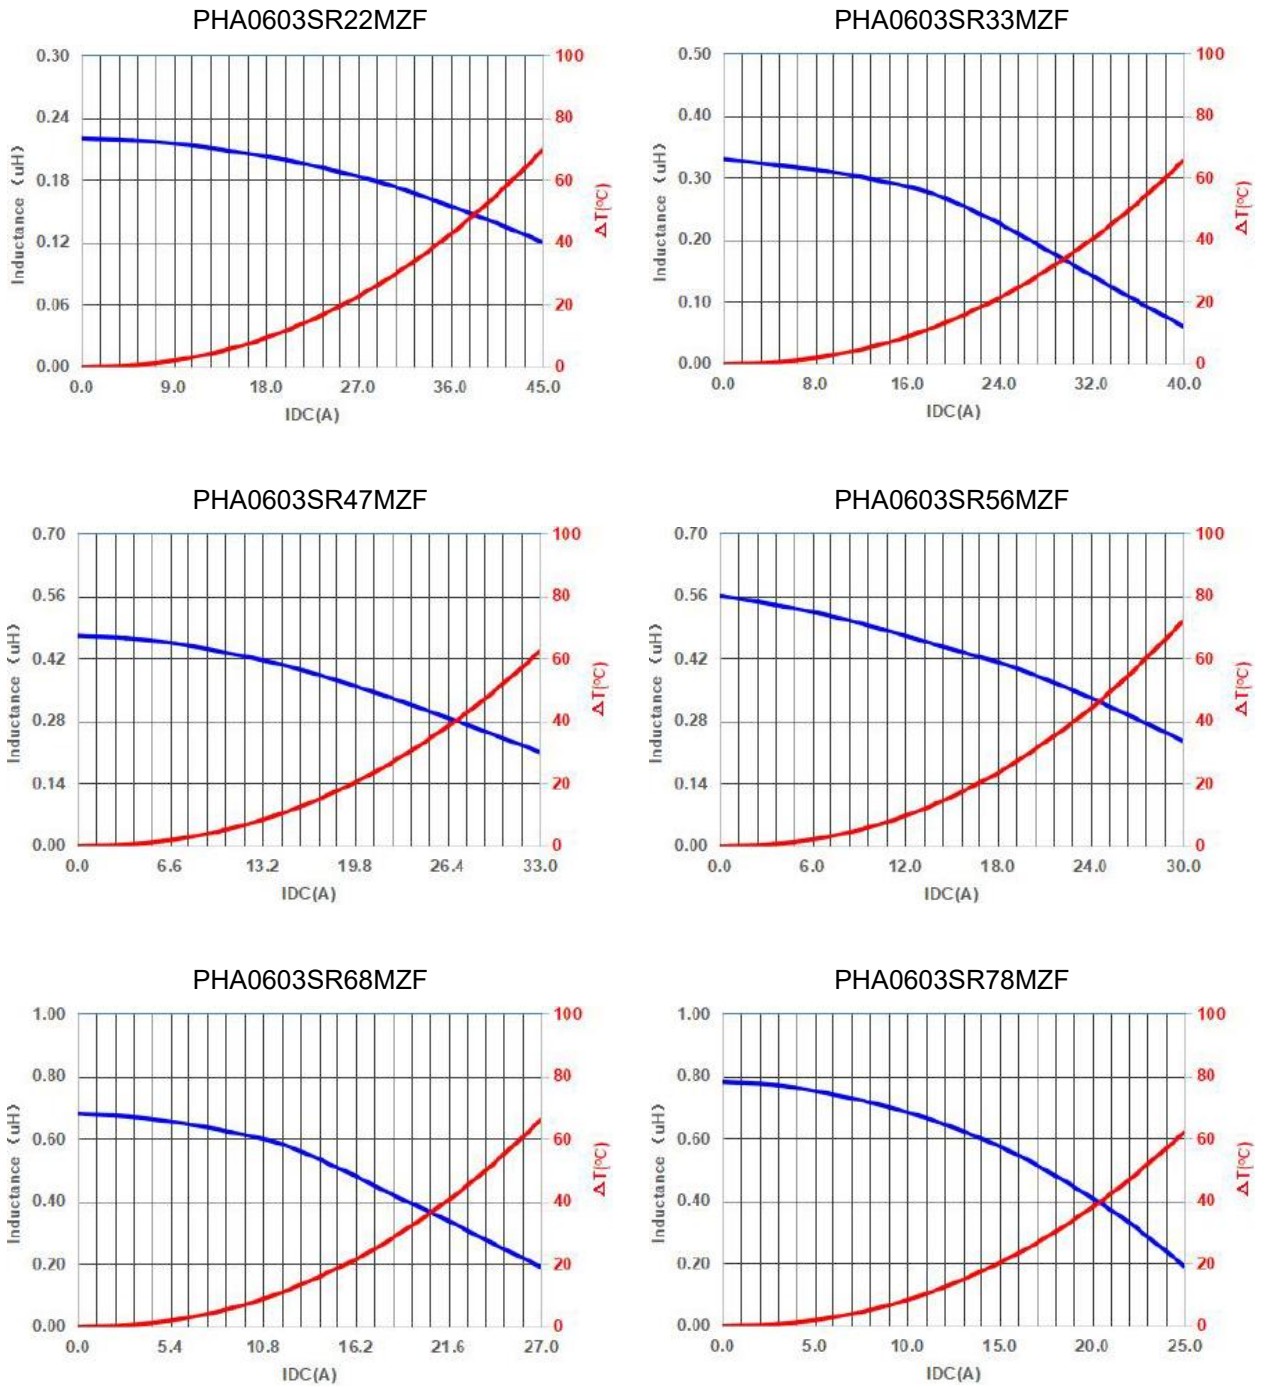 PHA0603SR22MZF
0.30
0.24
0.18
0.12
0.06
0.00
Inductance (uH)
100
80
60
40
20
0
ΔT(℃)
0.0 9.0 18.0 27.0 36.0 45.0
IDC(A)
PHA0603SR33MZF
0.50
0.40
0.30
0.20
0.10
0.00
Inductance (uH)
100
80
60
40
20
0
ΔT(℃)
0.0 8.0 16.0 24.0 32.0 40.0
IDC(A)
PHA0603SR47MZF
0.70
0.56
0.42
0.28
0.14
0.00
Inductance (uH)
100
80
60
40
20
0
ΔT(℃)
0.0 6.6 13.2 19.8 26.4 33.0
IDC(A)
PHA0603SR56MZF
0.70
0.56
0.42
0.28
0.14
0.00
Inductance (uH)
100
80
60
40
20
0
ΔT(℃)
0.0 6.0 12.0 18.0 24.0 30.0
IDC(A)
PHA0603SR68MZF
1.00
0.80
0.60
0.40
0.20
0.00
Inductance (uH)
100
80
60
40
20
0
ΔT(℃)
0.0 5.4 10.8 16.2 21.6 27.0
IDC(A)
PHA0603SR78MZF
1.00
0.80
0.60
0.40
0.20
0.00
Inductance (uH)
100
80
60
40
20
0
ΔT(℃)
0.0 5.0 10.0 15.0 20.0 25.0
IDC(A)